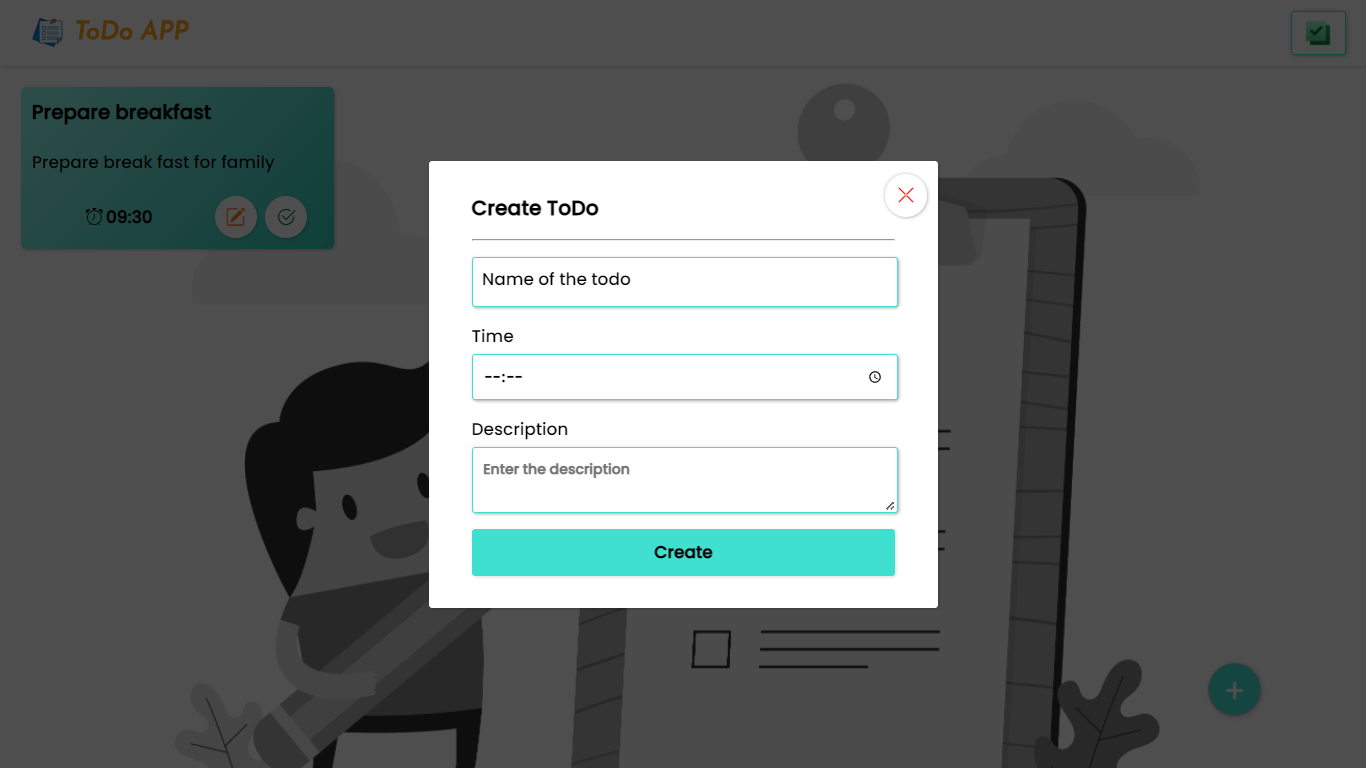 ToDo APP
Prepare breakfast
Prepare break fast for family
09:30
Create ToDo
Name of the todo
Time
--:--
Description
Enter the description
Create